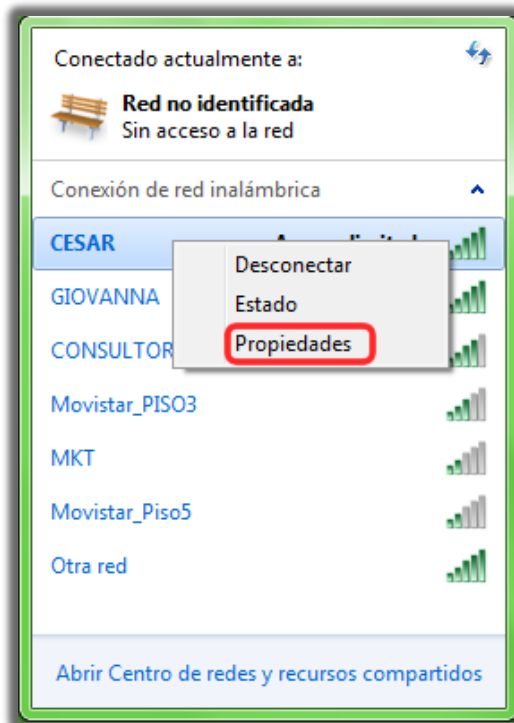 Conectado actualmente a:
Red no identificada
Sin acceso a la red
Conexión de red inalámbrica
CESAR
Desconectar
GIOVANNA
Estado
CONSULTOR
Propiedades
Movistar_PISO3
MKT
Movistar_Piso5
Otra red
Abrir Centro de redes y recursos compartidos